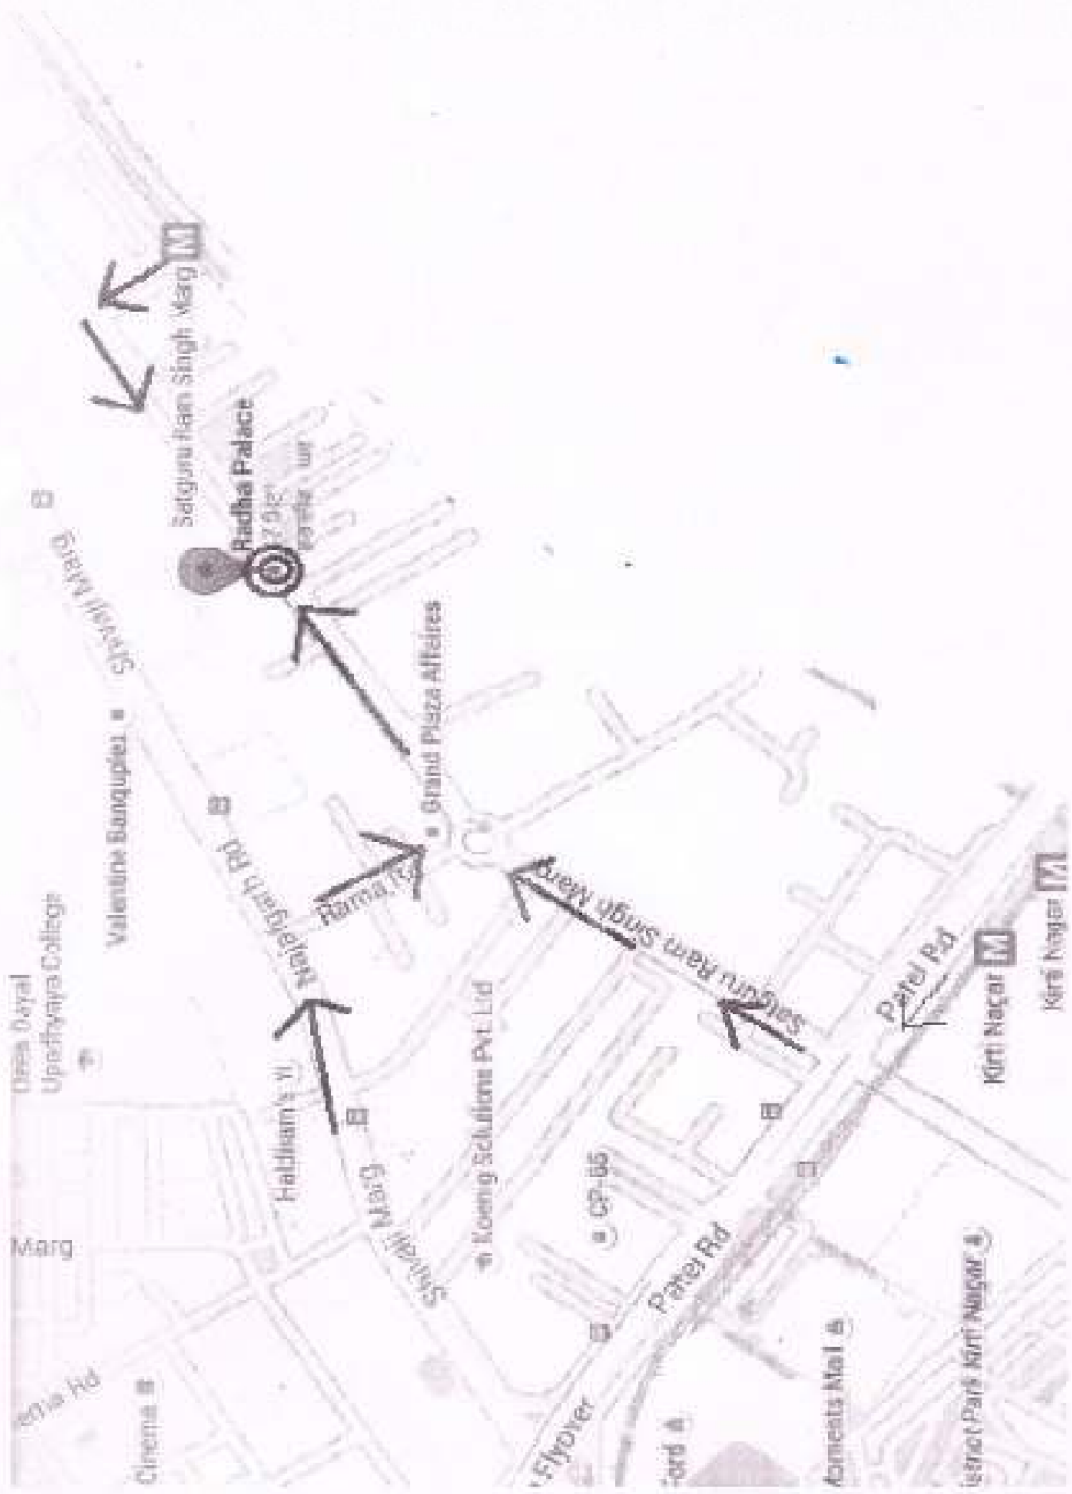 Deen Dayal
Upadhyaya College
Valentine Banquptes
Shivaji Marg
Satguru Ram Singh Marg
M
Radha Palace
Najafgarh Rd
Haldiram's
Rama
Grand Plaza Affaires
Marg
Shivaji Marg
Koenig Solutions Pvt Ltd
Satguru Ram Singh Marg
CP-65
Cinema
Patel Rd
Patel Rd
Flyover
Kirti Nagar M
Kirti Nagar M
Moments Mall
District Park Kirti Nagar